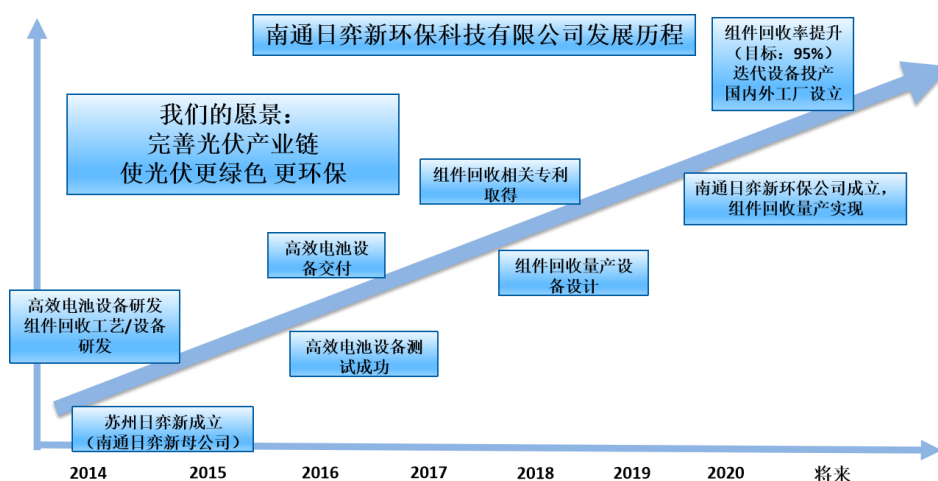 南通日弈新环保科技有限公司发展历程
组件回收率提升
（目标：95%）
迭代设备投产
国内外工厂设立
我们的愿景：
完善光伏产业链
使光伏更绿色 更环保
组件回收相关专利
取得
南通日弈新环保公司成立，
组件回收量产实现
高效电池设
备交付
组件回收量产设
备设计
高效电池设备研发
组件回收工艺/设备
研发
高效电池设备测
试成功
苏州日弈新成立
（南通日弈新母公司）
2014 2015 2016 2017 2018 2019 2020 将来